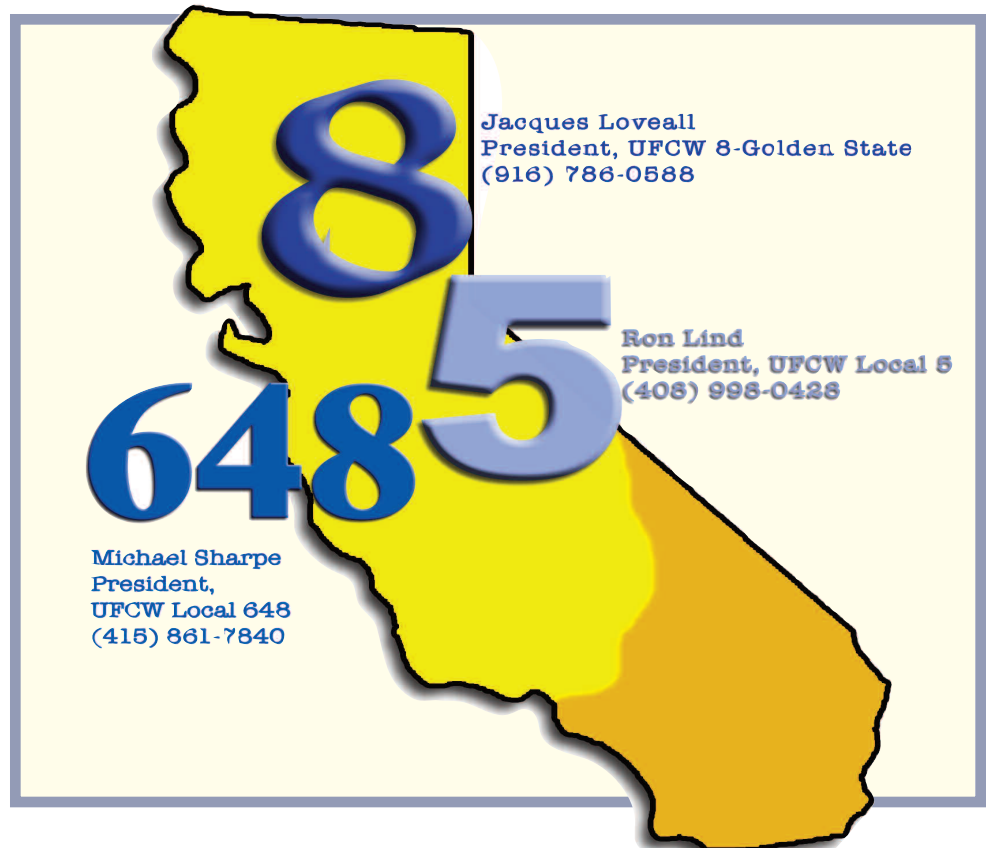 8
Jacques Loveall
President, UFCW 8-Golden State
(916) 786-0588
5
Ron Lind
President, UFCW Local 5
(408) 998-0428
648
Michael Sharpe
President,
UFCW Local 648
(415) 861-7840